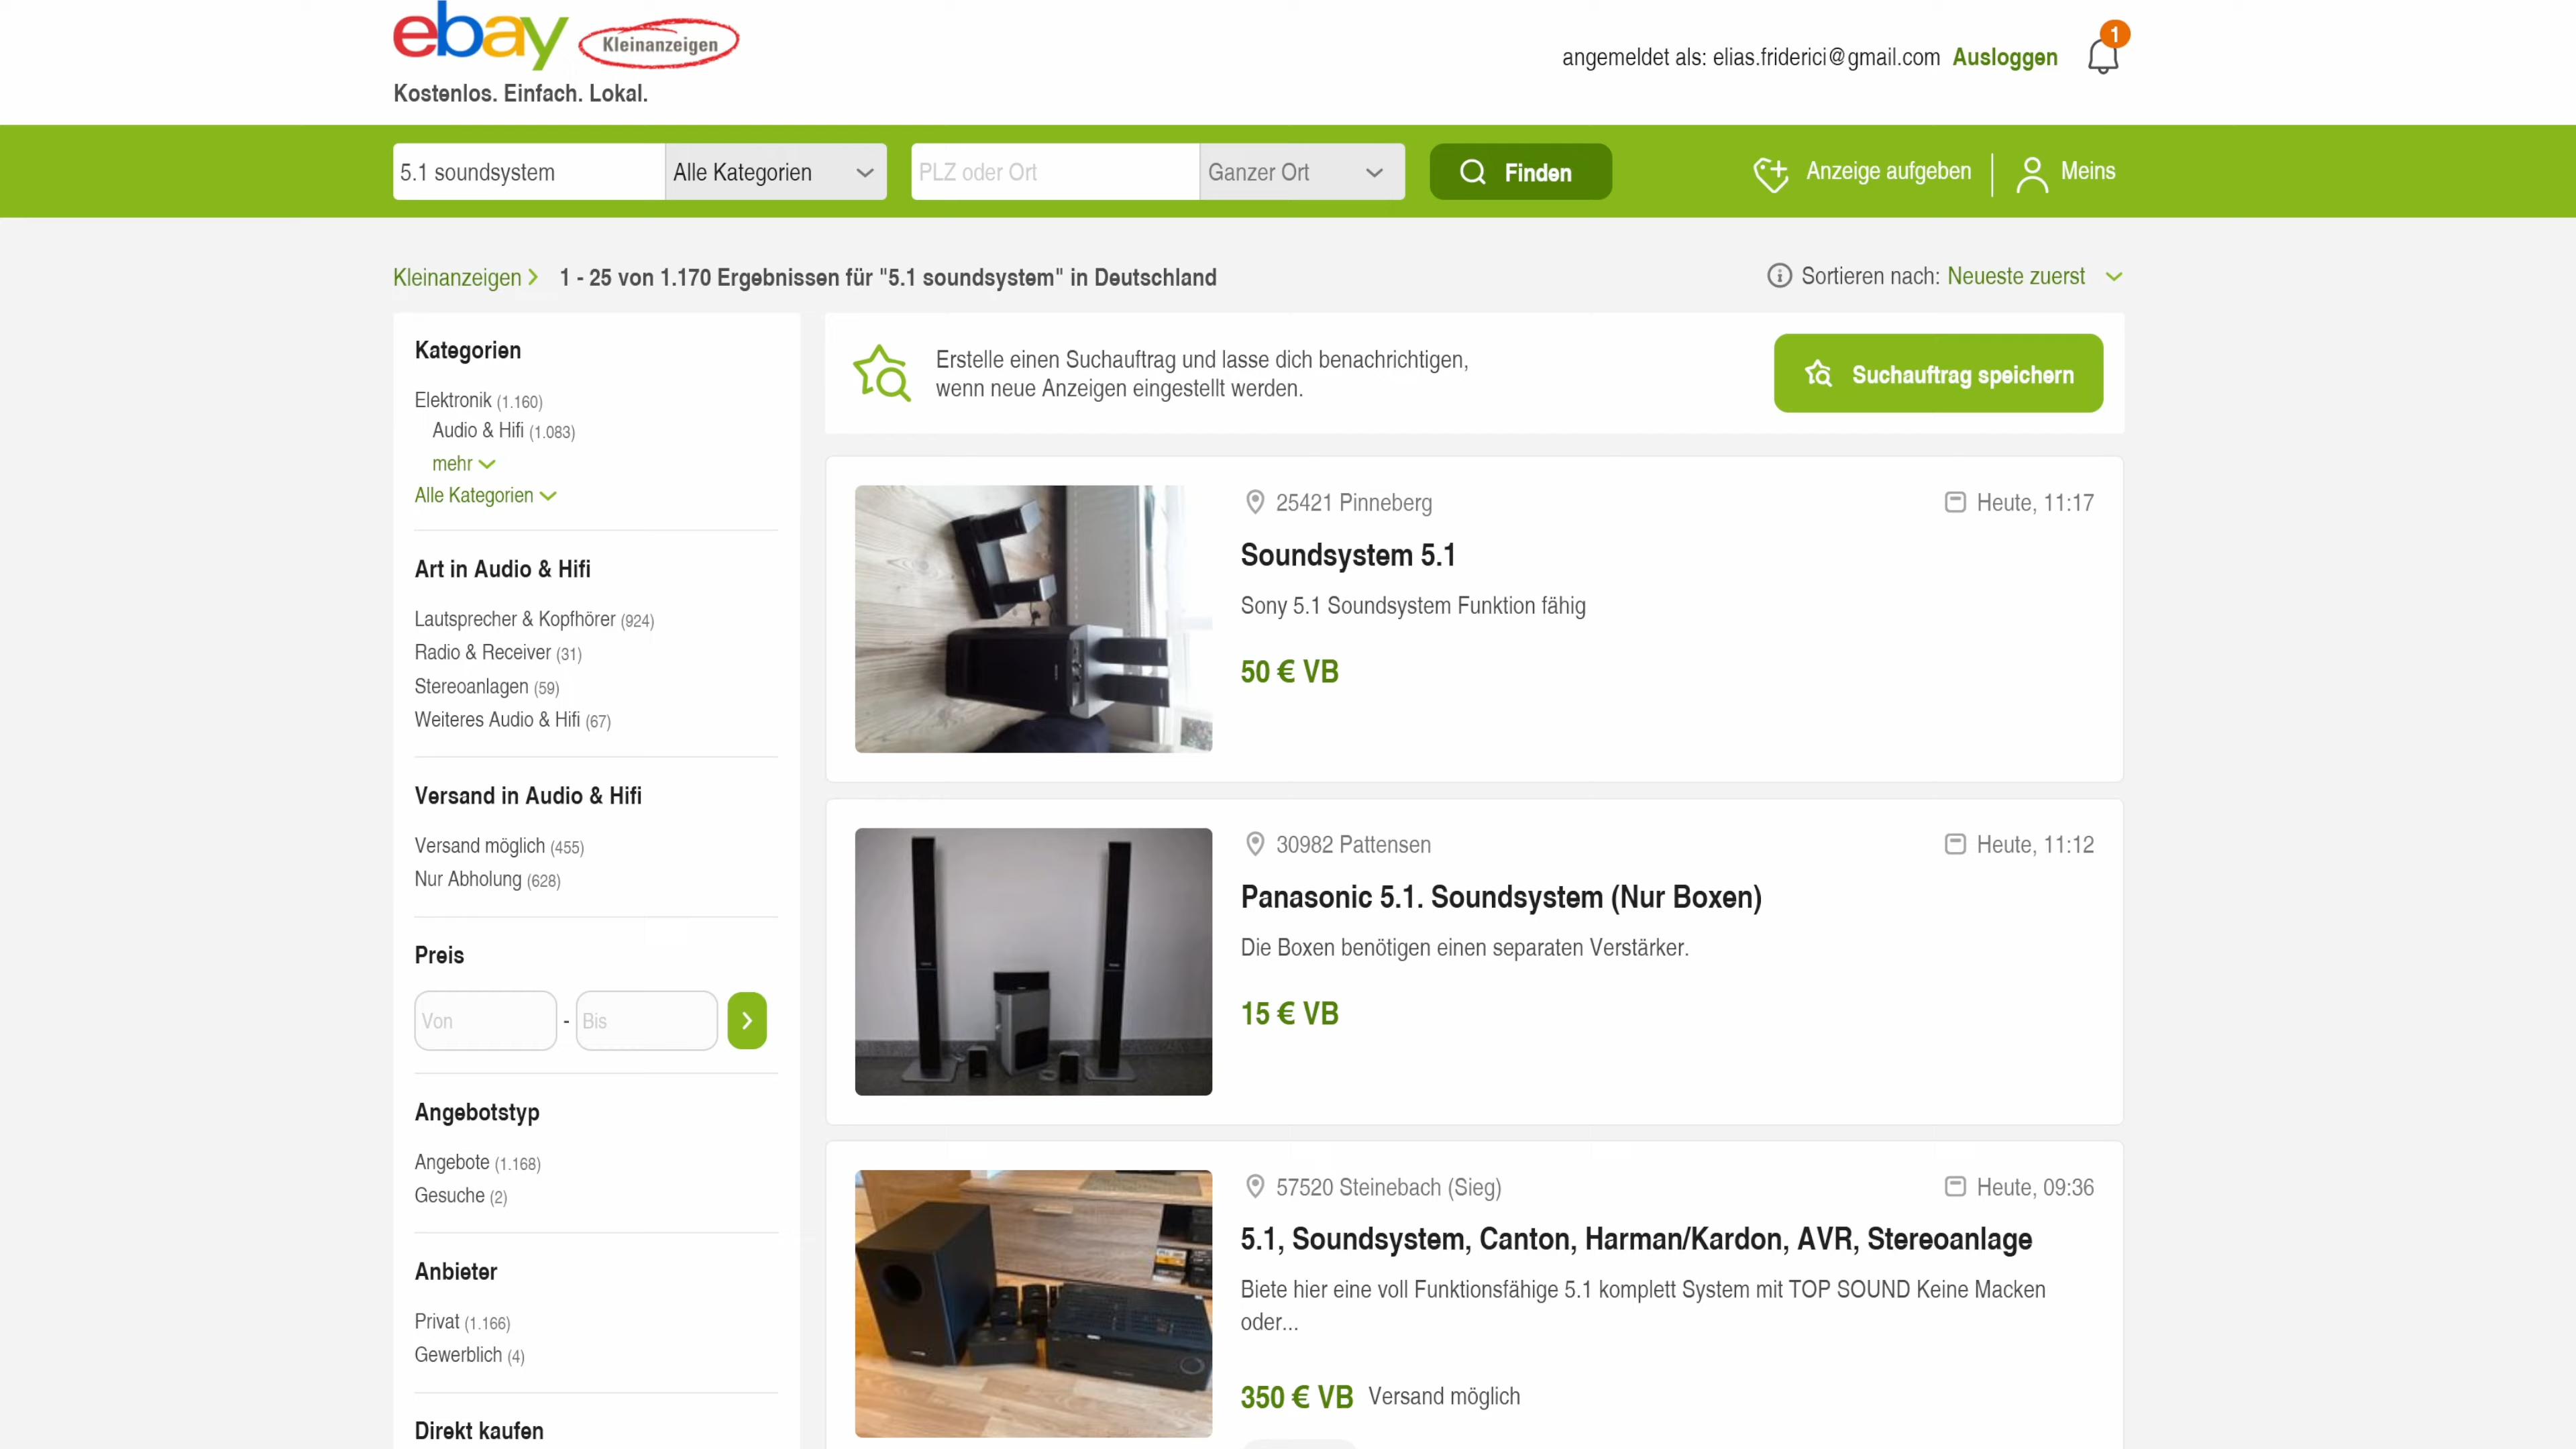 ebay Kleinanzeigen
Kostenlos. Einfach. Lokal.
angemeldet als: elias.friderici@gmail.com Ausloggen
1
5.1 soundsystem
Alle Kategorien
PLZ oder Ort
Ganzer Ort
Finden
Anzeige aufgeben
Meins
Kleinanzeigen
1 - 25 von 1.170 Ergebnissen für "5.1 soundsystem" in Deutschland
Sortieren nach: Neueste zuerst
Kategorien
Elektronik (1.160)
Audio & Hifi (1.083)
mehr
Alle Kategorien
Art in Audio & Hifi
Lautsprecher & Kopfhörer (924)
Radio & Receiver (31)
Stereoanlagen (59)
Weiteres Audio & Hifi (67)
Versand in Audio & Hifi
Versand möglich (455)
Nur Abholung (628)
Preis
Von - Bis
Angebotstyp
Angebote (1.168)
Gesuche (2)
Anbieter
Privat (1.166)
Gewerblich (4)
Direkt kaufen
Erstelle einen Suchauftrag und lasse dich benachrichtigen,
wenn neue Anzeigen eingestellt werden.
Suchauftrag speichern
25421 Pinneberg
Heute, 11:17
Soundsystem 5.1
Sony 5.1 Soundsystem Funktion fähig
50 € VB
30982 Pattensen
Heute, 11:12
Panasonic 5.1. Soundsystem (Nur Boxen)
Die Boxen benötigen einen separaten Verstärker.
15 € VB
57520 Steinebach (Sieg)
Heute, 09:36
5.1, Soundsystem, Canton, Harman/Kardon, AVR, Stereoanlage
Biete hier eine voll Funktionsfähige 5.1 komplett System mit TOP SOUND Keine Macken
oder...
350 € VB Versand möglich